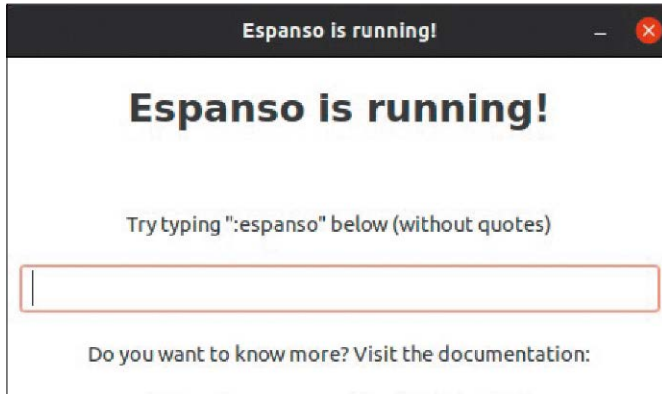 Espanso is running!
Espanso is running!
Try typing ":espanso" below (without quotes)
Do you want to know more? Visit the documentation: